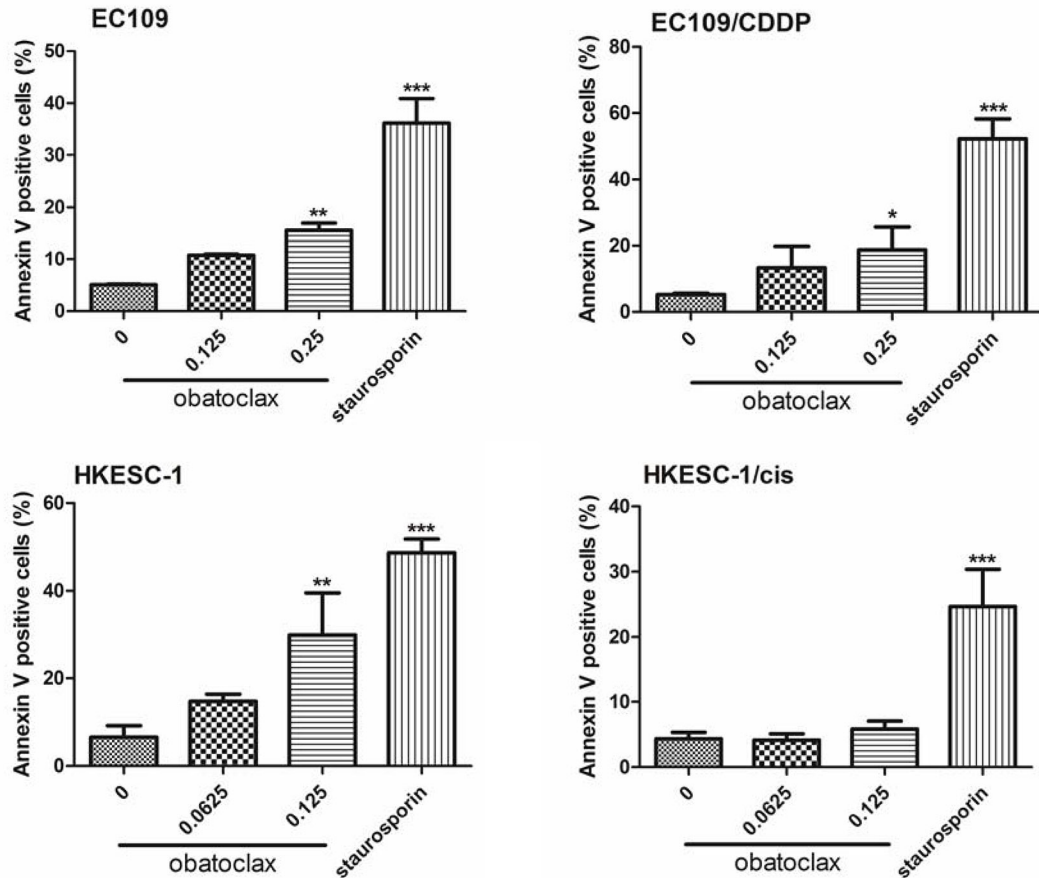 EC109
Annexin V positive cells (%)
50
40
30
20
10
0
**
***
0
0.125
0.25
staurosporin
obatoclax
EC109/CDDP
Annexin V positive cells (%)
80
60
40
20
0
*
***
0
0.125
0.25
staurosporin
obatoclax
HKESC-1
Annexin V positive cells (%)
60
40
20
0
**
***
0
0.0625
0.125
staurosporin
obatoclax
HKESC-1/cis
Annexin V positive cells (%)
40
30
20
10
0
***
0
0.0625
0.125
staurosporin
obatoclax